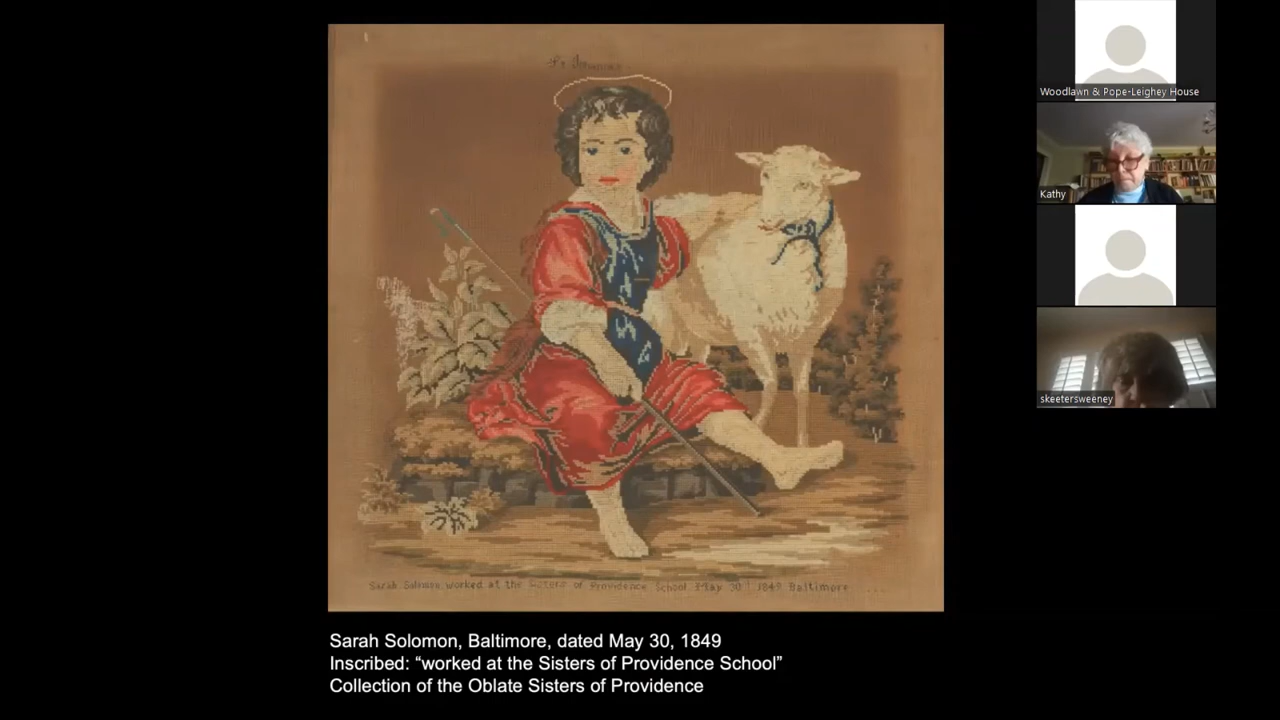 Sarah Solomon worked at the Sisters of Providence School May 30 1849 Baltimore
Sarah Solomon, Baltimore, dated May 30, 1849
Inscribed: “worked at the Sisters of Providence School”
Collection of the Oblate Sisters of Providence
Woodlawn & Pope-Leighey House
Kathy
skeetersweeney